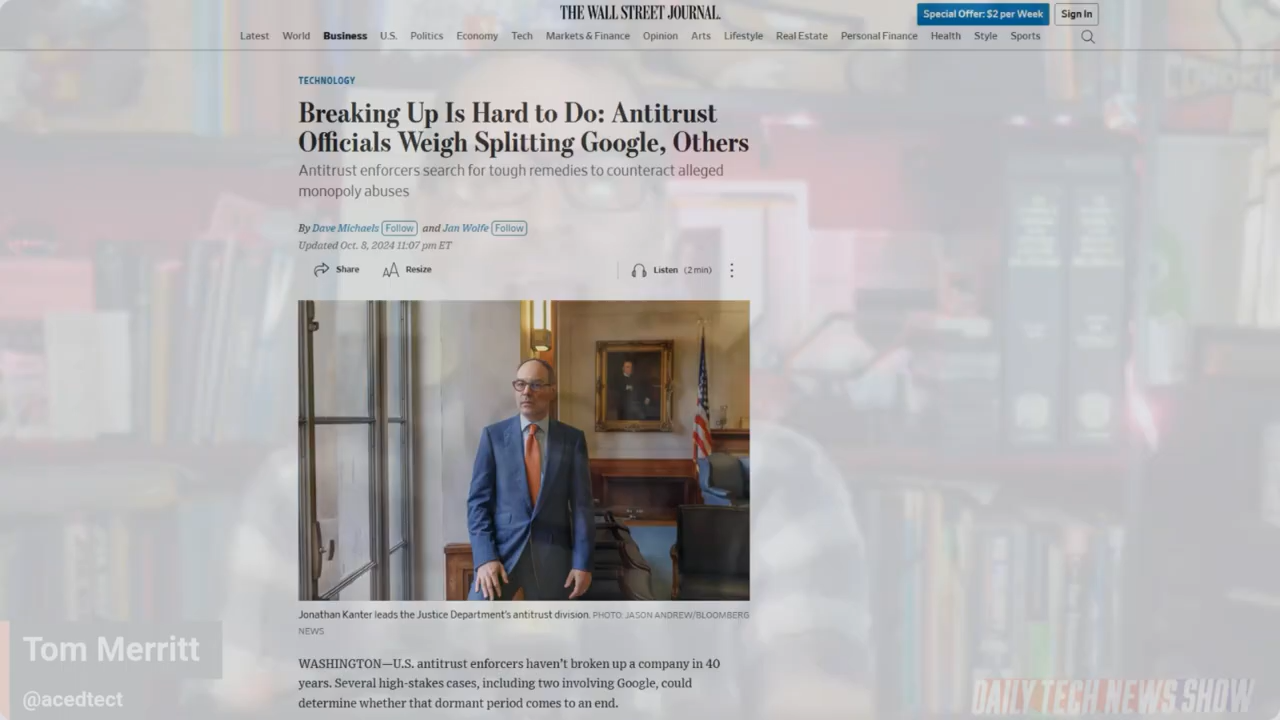 THE WALL STREET JOURNAL.
Special Offer: $2 per Week
Sign In
Latest World Business U.S. Politics Economy Tech Markets & Finance Opinion Arts Lifestyle Real Estate Personal Finance Health Style Sports
TECHNOLOGY
Breaking Up Is Hard to Do: Antitrust
Officials Weigh Splitting Google, Others
Antitrust enforcers search for tough remedies to counteract alleged
monopoly abuses
By Dave Michaels Follow and Jan Wolfe Follow
Updated Oct. 8, 2024 11:07 pm ET
Share AA Resize Listen (2 min)
Jonathan Kanter leads the Justice Department's antitrust division. PHOTO: JASON ANDREW/BLOOMBERG
NEWS
WASHINGTON—U.S. antitrust enforcers haven't broken up a company in 40
years. Several high-stakes cases, including two involving Google, could
determine whether that dormant period comes to an end.
Tom Merritt
@acedtect
DAILY TECH NEWS SHOW